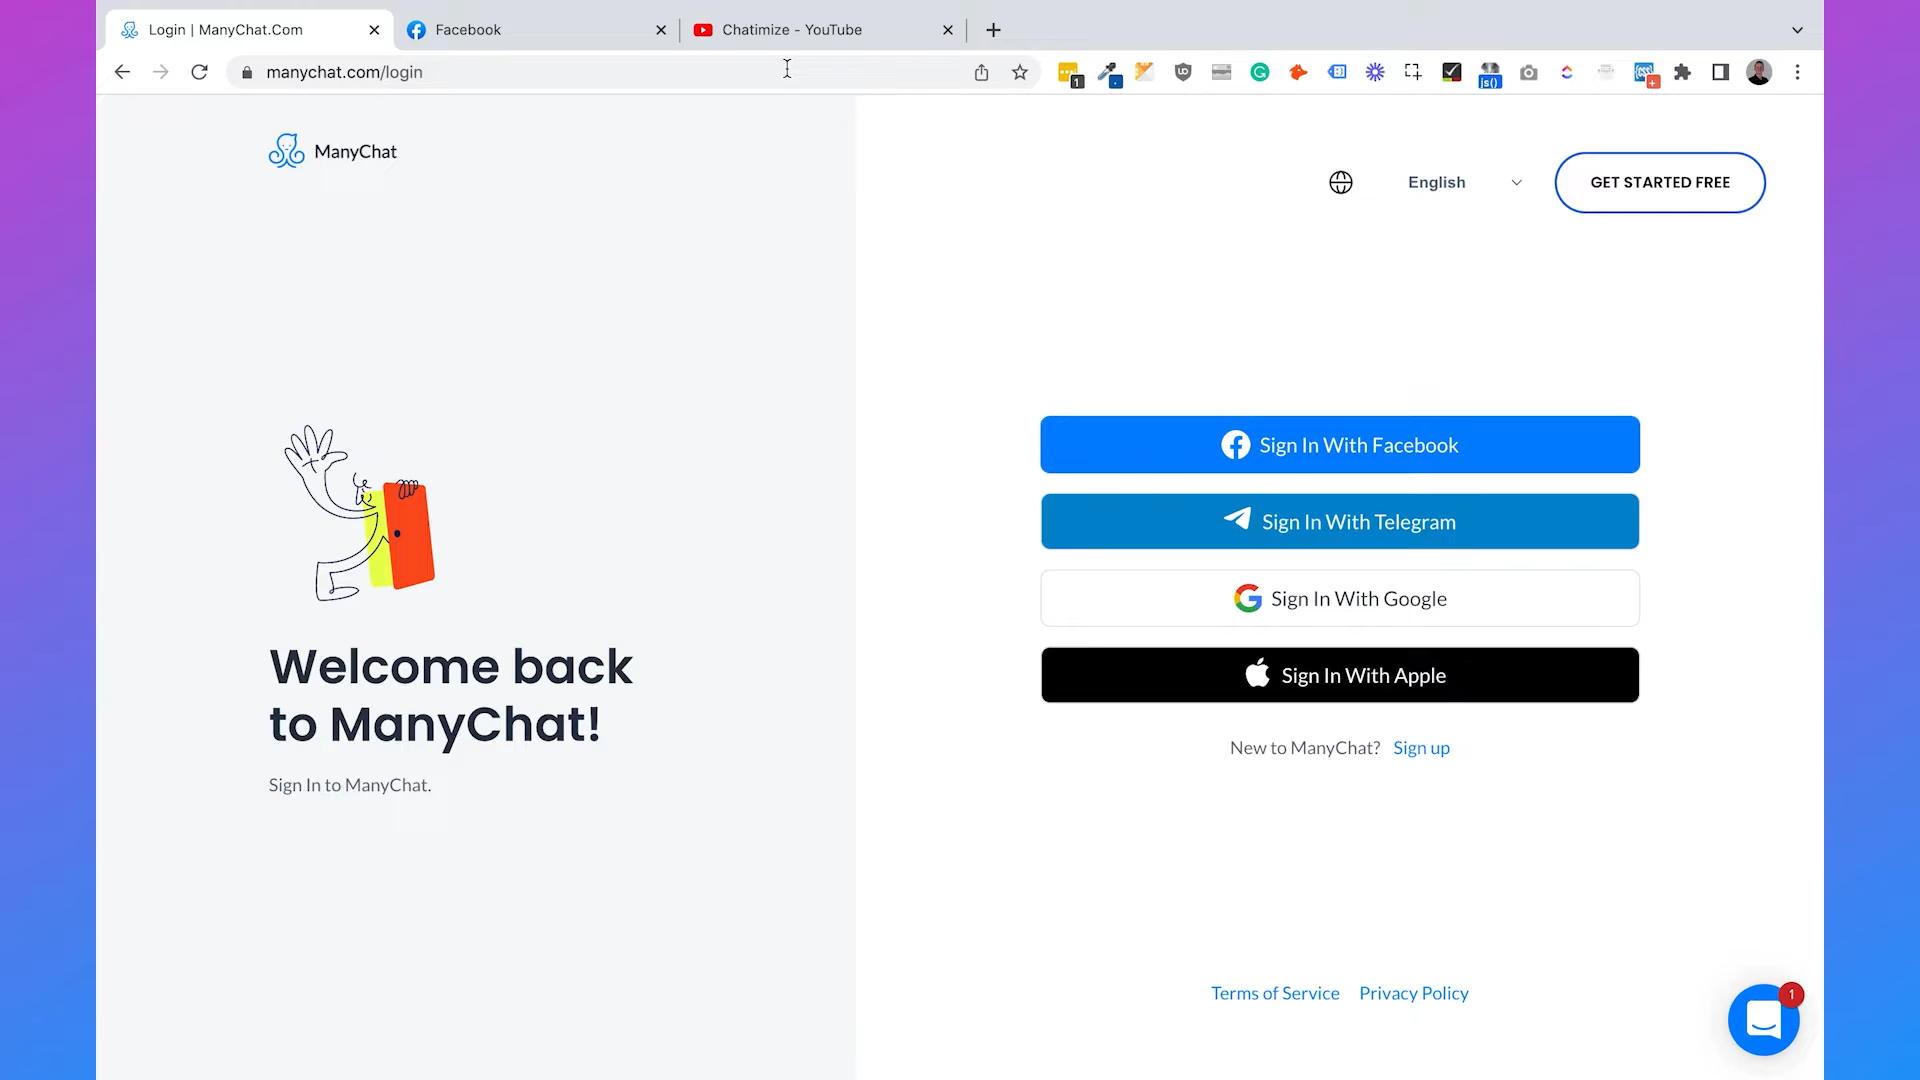 Login | ManyChat.Com
Facebook
Chatimize - YouTube
manychat.com/login
1
js()
ManyChat
English
GET STARTED FREE
Sign In With Facebook
Sign In With Telegram
Sign In With Google
Sign In With Apple
New to ManyChat? Sign up
Welcome back
to ManyChat!
Sign In to ManyChat.
Terms of Service Privacy Policy
1